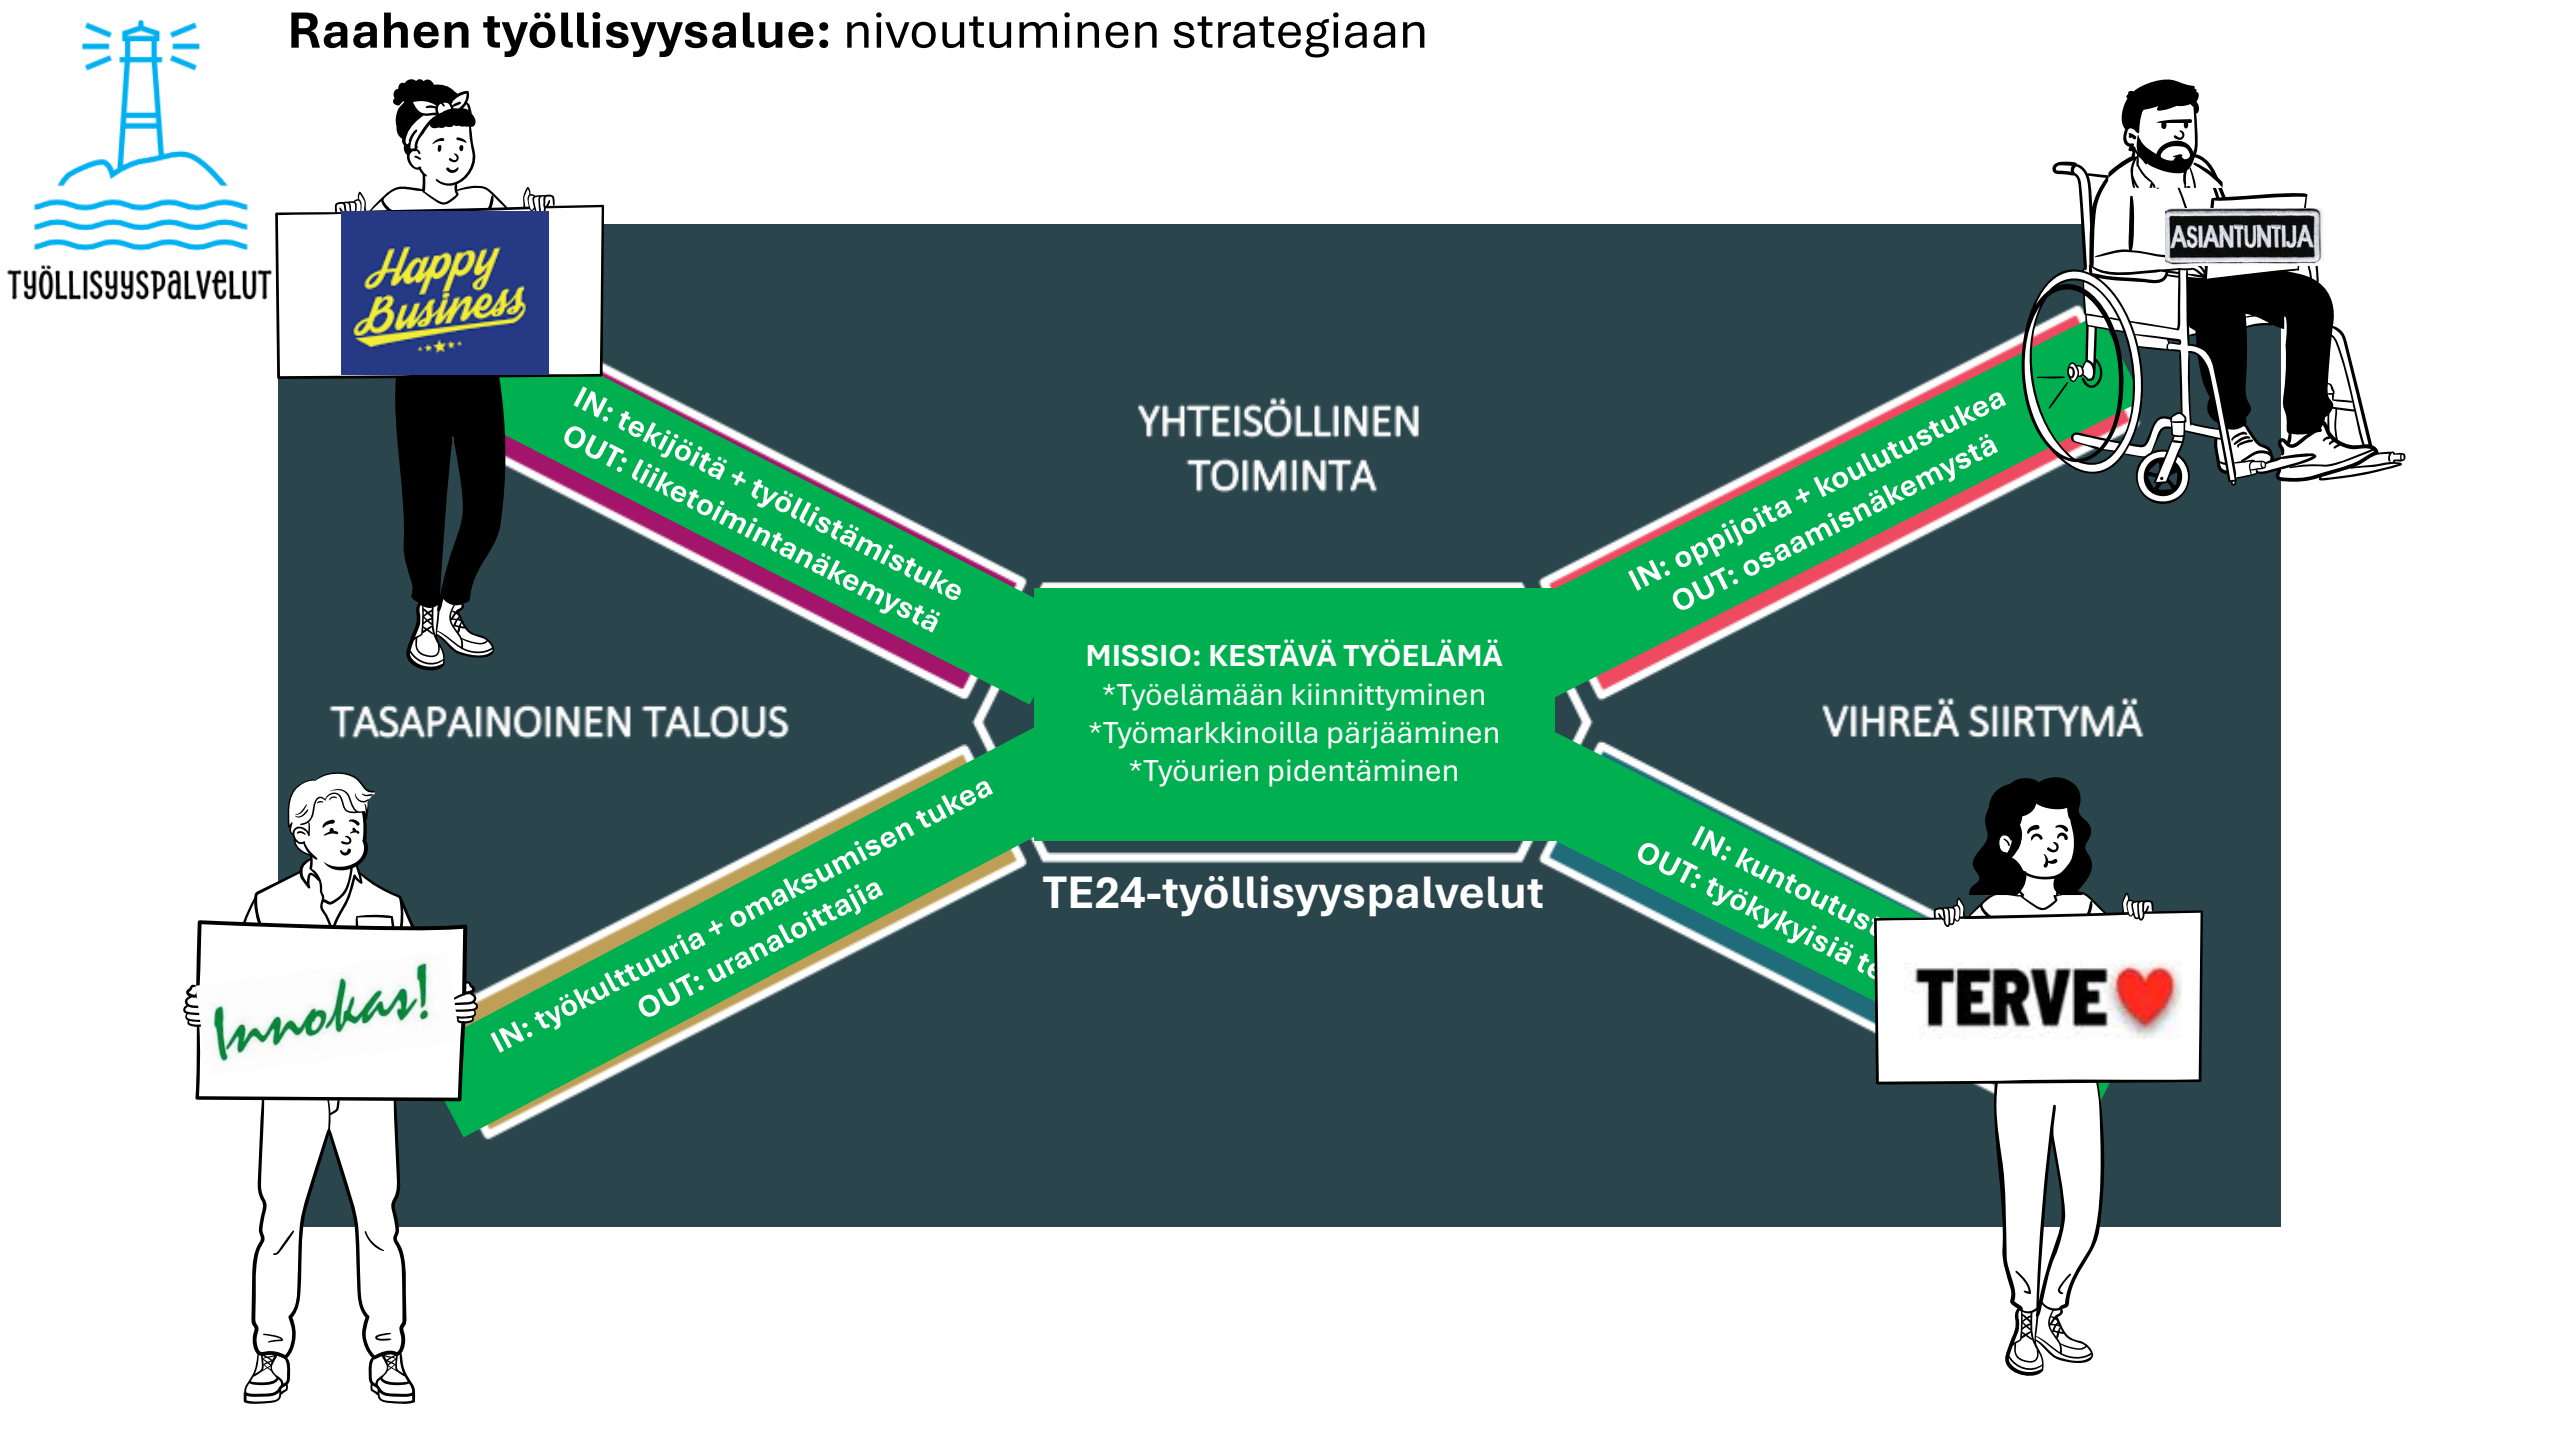 Raahen työllisyysalue: nivoutuminen strategiaan
TYÖLLISYYSPALVELUT
Happy
Business
ASIANTUNTIJA
IN: tekijöitä + työllistämistuke
OUT: liiketoimintanäkemystä
YHTEISÖLLINEN
TOIMINTA
IN: oppijoita + koulutustukea
OUT: osaamisnäkemystä
MISSIO: KESTÄVÄ TYÖELÄMÄ
*Työelämään kiinnittyminen
*Työmarkkinoilla pärjääminen
*Työurien pidentäminen
TASAPAINOINEN TALOUS
VIHREÄ SIIRTYMÄ
IN: työkulttuuria + omaksumisen tukea
OUT: uranaloittajia
TE24-työllisyyspalvelut
IN:
OUT: työkykyisiä
Innokas!
TERVE❤